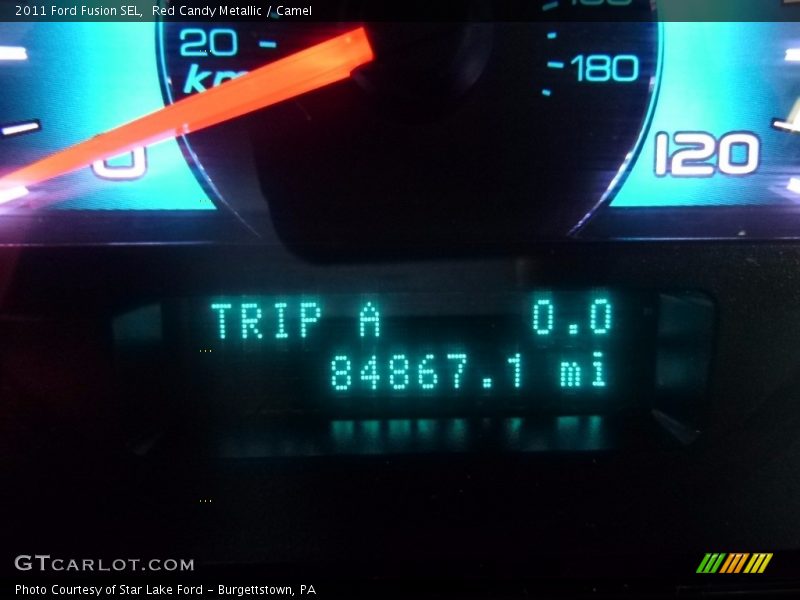 2011 Ford Fusion SEL,  Red Candy Metallic / Camel
20
180
km
0
120
TRIP A 0.0
84867.1 mi
GTCARLOT.COM
Photo Courtesy of Star Lake Ford - Burgettstown, PA